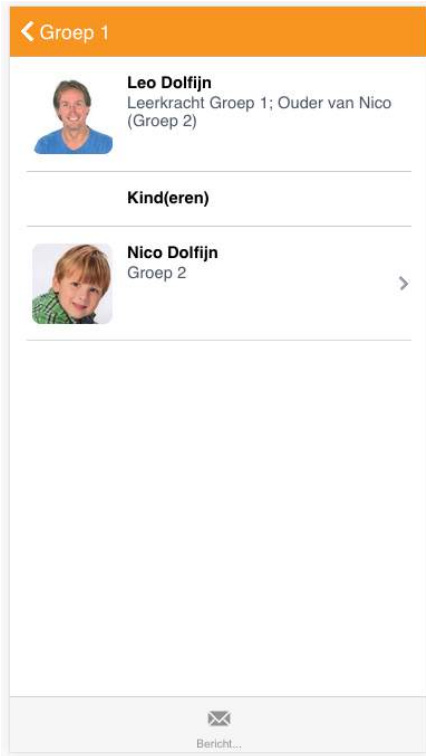 Groep 1
Leo Dolfijn
Leerkracht Groep 1; Ouder van Nico
(Groep 2)
Kind(eren)
Nico Dolfijn
Groep 2
Bericht...